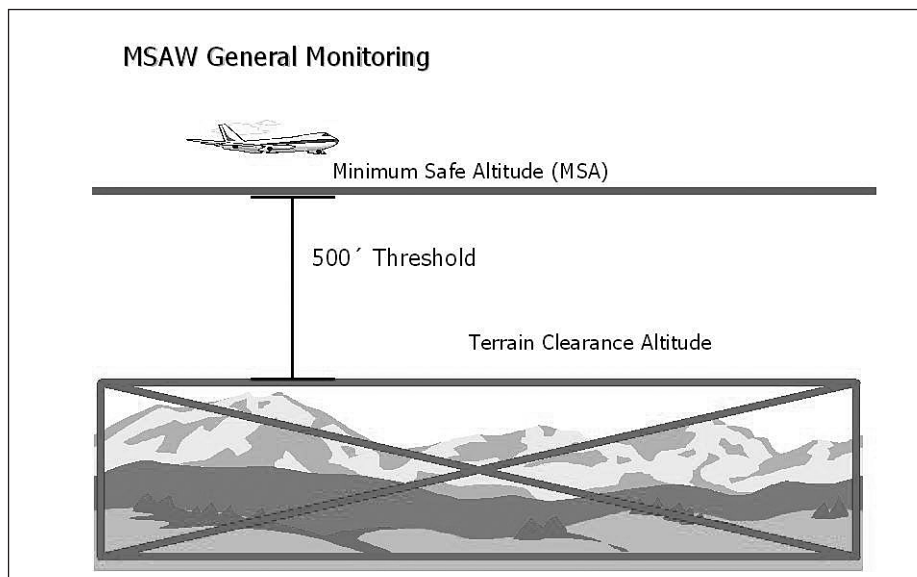 MSAW General Monitoring
Minimum Safe Altitude (MSA)
500´ Threshold
Terrain Clearance Altitude